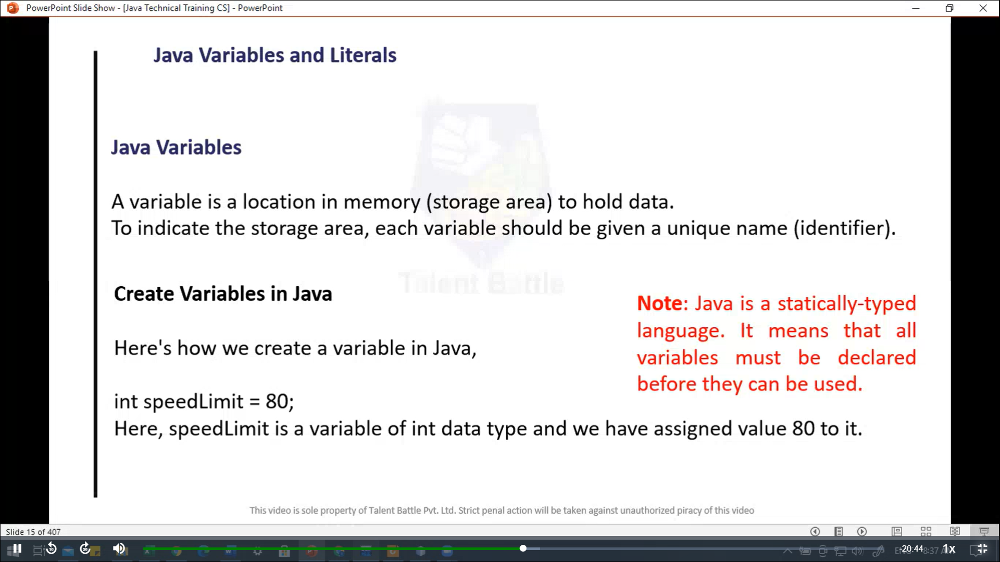 PowerPoint Slide Show - [Java Technical Training CS] - PowerPoint
Java Variables and Literals
Java Variables
A variable is a location in memory (storage area) to hold data.
To indicate the storage area, each variable should be given a unique name (identifier).
Talent Battle
Create Variables in Java
Here's how we create a variable in Java,
int speedLimit = 80;
Here, speedLimit is a variable of int data type and we have assigned value 80 to it.
Note: Java is a statically-typed
language. It means that all
variables must be declared
before they can be used.
This video is sole property of Talent Battle Pvt. Ltd. Strict penal action will be taken against unauthorized piracy of this video
Slide 15 of 407
10
30
-20:44
1x
8:37 AM